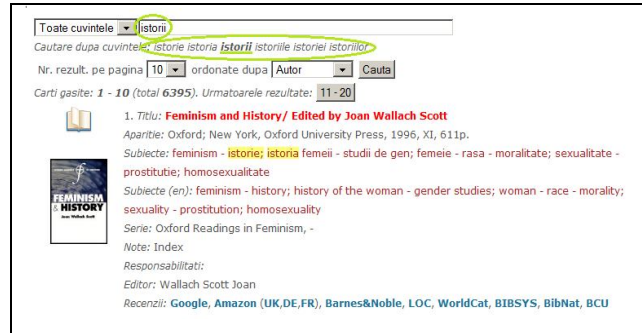 Toate cuvintele istorii
Cautare dupa cuvintele: istorie istoria istorii istoriile istoriei istoriilor
Nr. rezult. pe pagina 10 ordonate dupa Autor Cauta
Carti gasite: 1 - 10 (total 6395). Urmatoarele rezultate: 11 - 20
1. Titlu: Feminism and History/ Edited by Joan Wallach Scott
Aparitie: Oxford; New York, Oxford University Press, 1996, XI, 611p.
Subiecte: feminism - istorie; istoria femeii - studii de gen; femeie - rasa - moralitate; sexualitate -
prostitutie; homosexualitate
Subiecte (en): feminism - history; history of the woman - gender studies; woman - race - morality;
sexuality - prostitution; homosexuality
Serie: Oxford Readings in Feminism, -
Note: Index
Responsabilitati:
Editor: Wallach Scott Joan
Recenzii: Google, Amazon (UK,DE,FR), Barnes&Noble, LOC, WorldCat, BIBSYS, BibNat, BCU
FEMINISM
& HISTORY